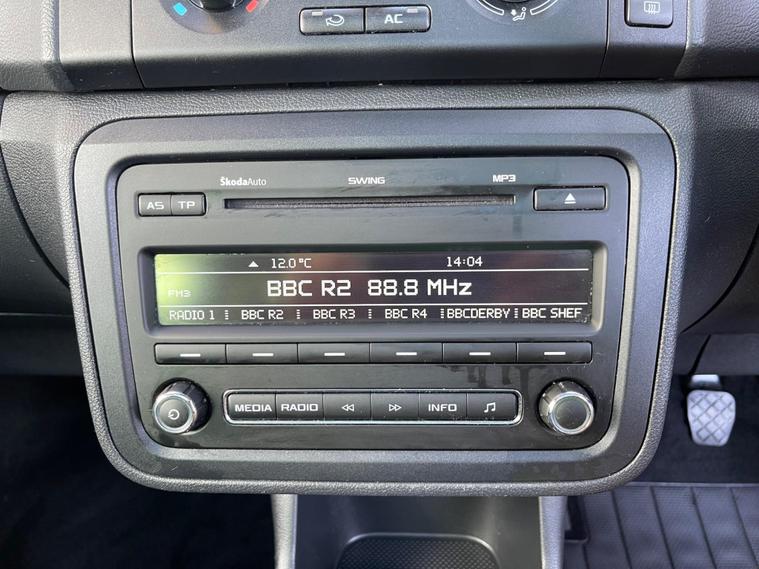 AC
ŠkodaAuto SWING MP3
AS TP
12.0°C 14:04
BBC R2 88.8 MHz
FM3
RADIO 1 BBC R2 BBC R3 BBC R4 BBCDERBY BBC SHEF
MEDIA RADIO INFO